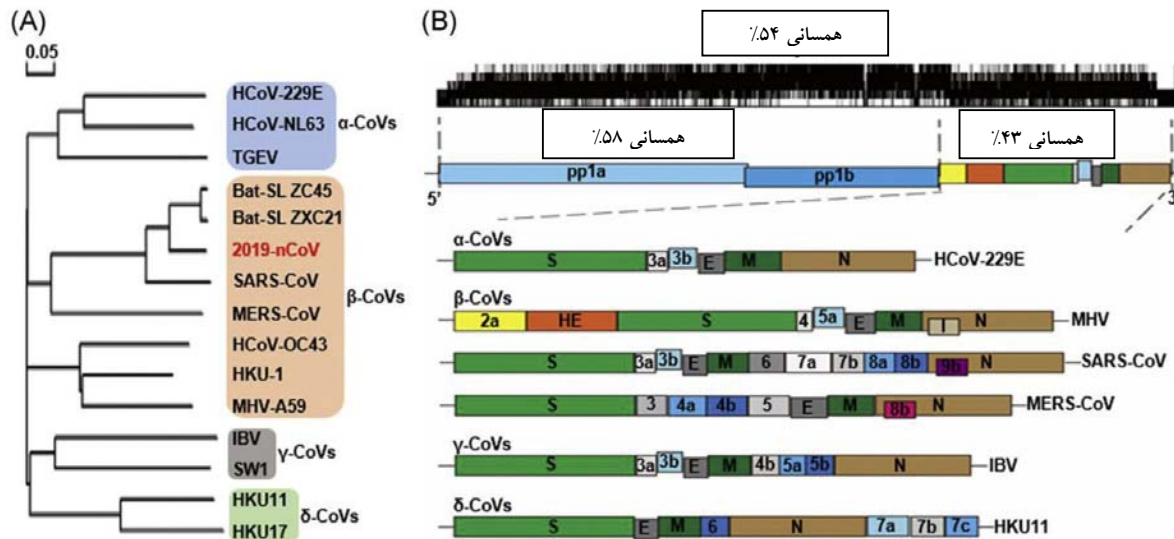 (A)
0.05
HCoV-229E
HCoV-NL63
TGEV
α-CoVs
Bat-SL ZC45
Bat-SL ZXC21
2019-nCoV
SARS-CoV
MERS-CoV
HCoV-OC43
HKU-1
MHV-A59
β-CoVs
IBV
SW1
γ-CoVs
HKU11
HKU17
δ-CoVs
(B)
همسانی ۵۴٪
همسانی ۵۸٪
همسانی ۴۳٪
pp1a pp1b
5' 3'
α-CoVs
S 3a 3b E M N HCoV-229E
β-CoVs
2a HE S 4 5a E M I N MHV
S 3a 3b E M 6 7a 7b 8a 8b 9b N SARS-CoV
S 3 4a 4b 5 E M 8b N MERS-CoV
γ-CoVs
S 3a 3b E M 4b 5a 5b N IBV
δ-CoVs
S E M 6 N 7a 7b 7c HKU11